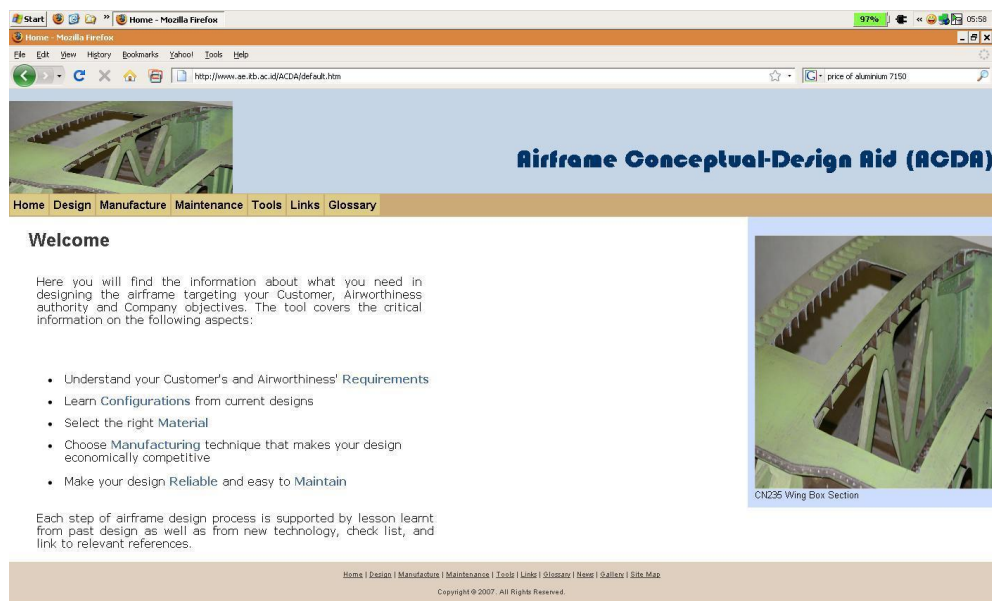 Start
»
Home - Mozilla Firefox
97%
«
05:58
Home - Mozilla Firefox
File Edit View History Bookmarks Yahoo! Tools Help
http://www.ae.itb.ac.id/ACDA/default.htm
G
price of aluminium 7150
Airframe Conceptual-Design Aid (ACDA)
Home Design Manufacture Maintenance Tools Links Glossary
Welcome
Here you will find the information about what you need in
designing the airframe targeting your Customer, Airworthiness
authority and Company objectives. The tool covers the critical
information on the following aspects:
• Understand your Customer's and Airworthiness' Requirements
• Learn Configurations from current designs
• Select the right Material
• Choose Manufacturing technique that makes your design
economically competitive
• Make your design Reliable and easy to Maintain
Each step of airframe design process is supported by lesson learnt
from past design as well as from new technology, check list, and
link to relevant references.
CN235 Wing Box Section
Home | Design | Manufacture | Maintenance | Tools | Links | Glossary | News | Gallery | Site Map
Copyright @ 2007. All Rights Reserved.